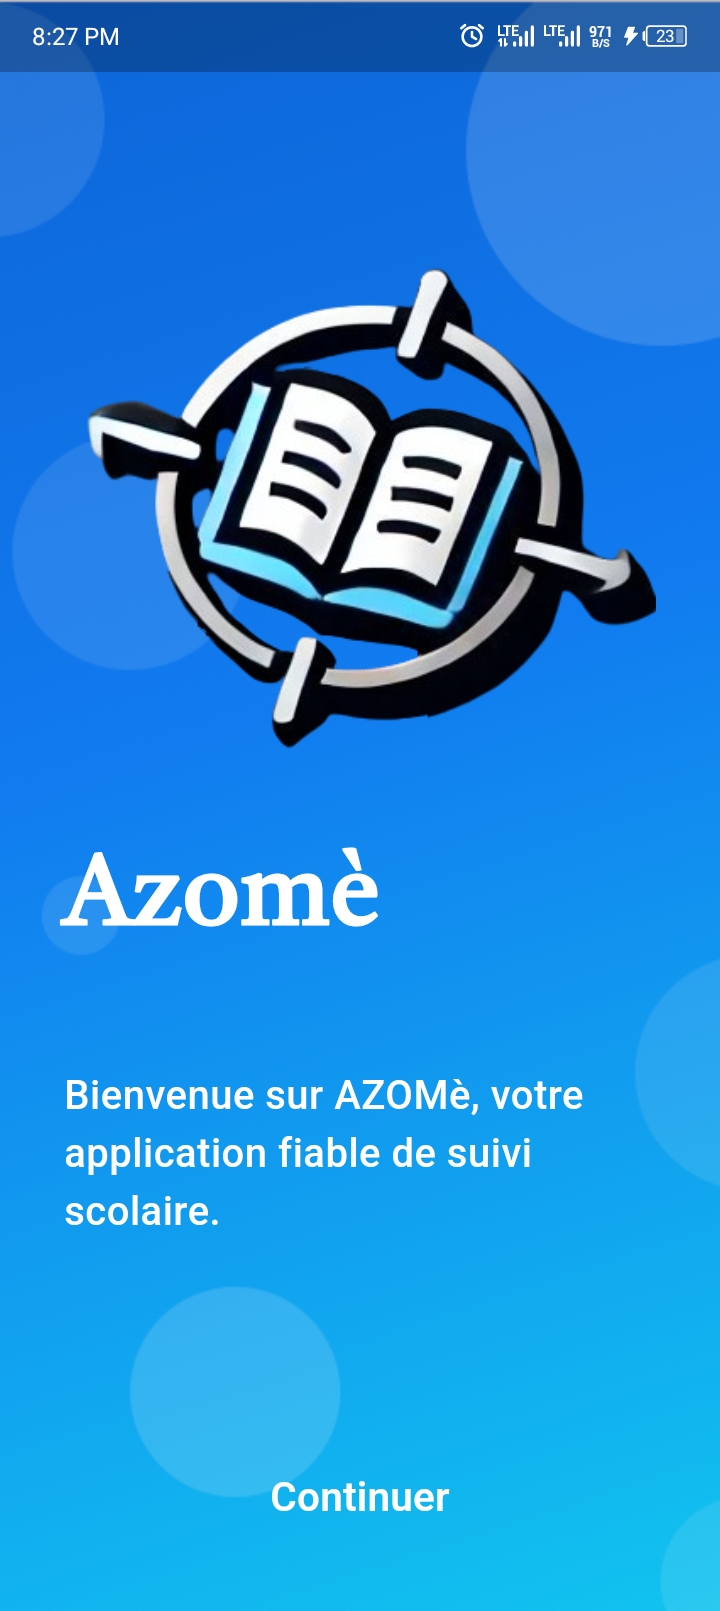 8:27 PM LTE LTE 971 B/S 23
Azomè
Bienvenue sur AZOMè, votre
application fiable de suivi
scolaire.
Continuer